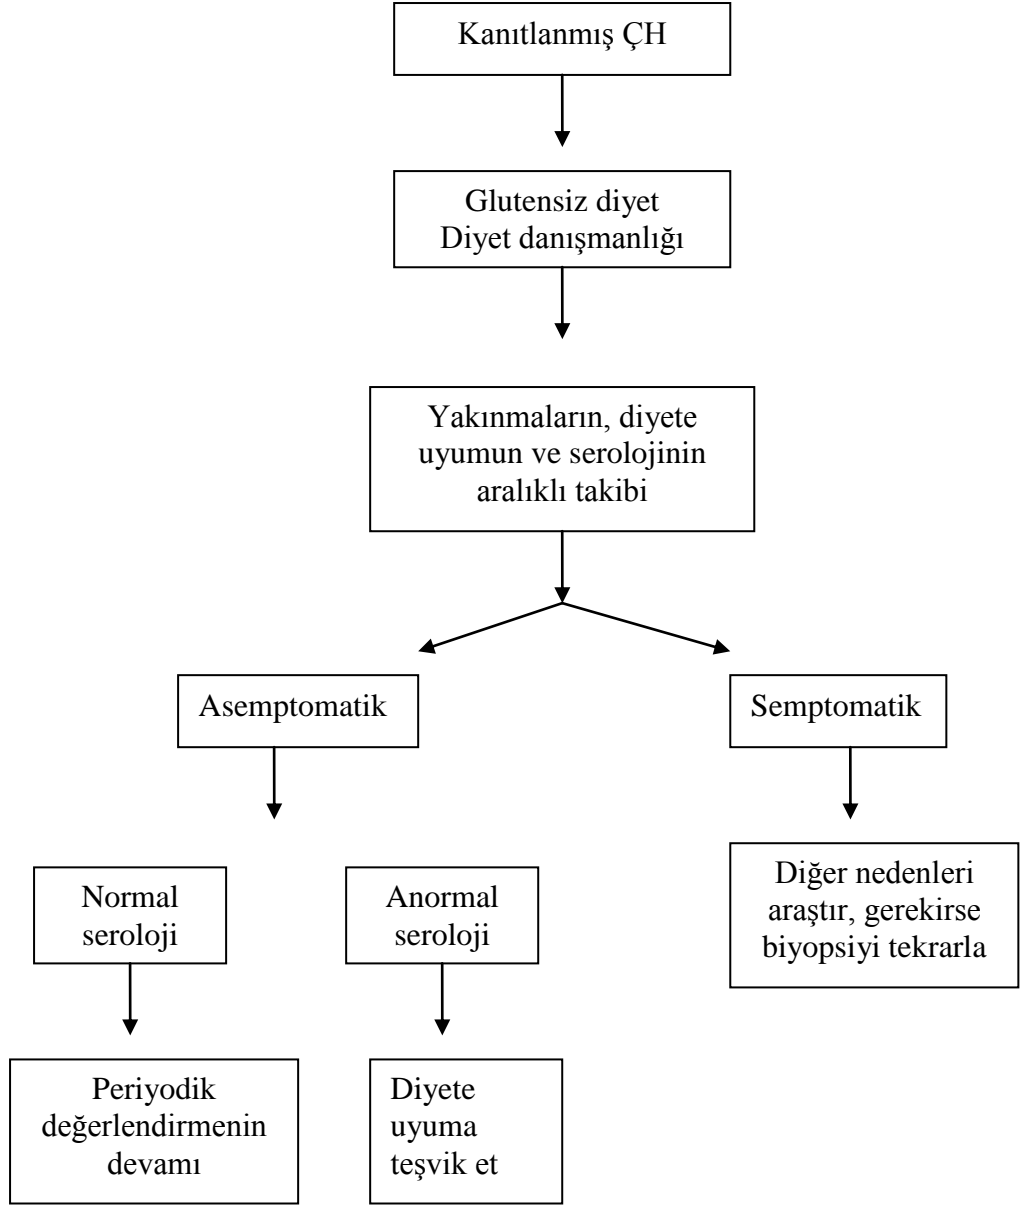 Kanıtlanmış ÇH
Glutensiz diyet
Diyet danışmanlığı
Yakınmaların, diyete
uyumun ve serolojinin
aralıklı takibi
Asemptomatik
Semptomatik
Normal
seroloji
Anormal
seroloji
Diğer nedenleri
araştır, gerekirse
biyopsiyi tekrarla
Periyodik
değerlendirmenin
devamı
Diyete
uyuma
teşvik et